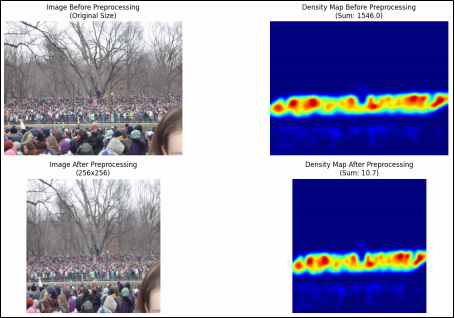 Image Before Preprocessing
(Original Size)
Density Map Before Preprocessing
(Sum: 1546.0)
Image After Preprocessing
(256x256)
Density Map After Preprocessing
(Sum: 10.7)